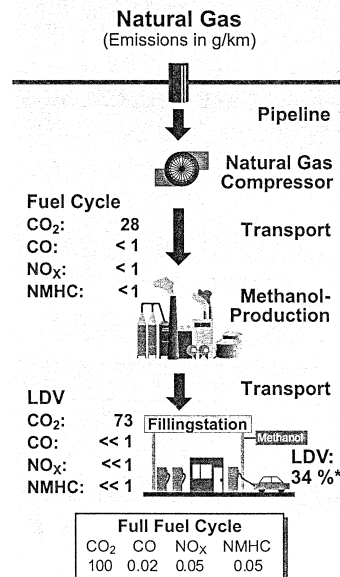 Natural Gas
(Emissions in g/km)
Pipeline
Natural Gas
Compressor
Fuel Cycle
CO₂: 28
CO: < 1
NOₓ: < 1
NMHC: < 1
Transport
Methanol-
Production
Transport
LDV
CO₂: 73
CO: << 1
NOₓ: << 1
NMHC: << 1
Fillingstation
Methanol
LDV:
34 %*
Full Fuel Cycle
CO₂ CO NOₓ NMHC
100 0.02 0.05 0.05